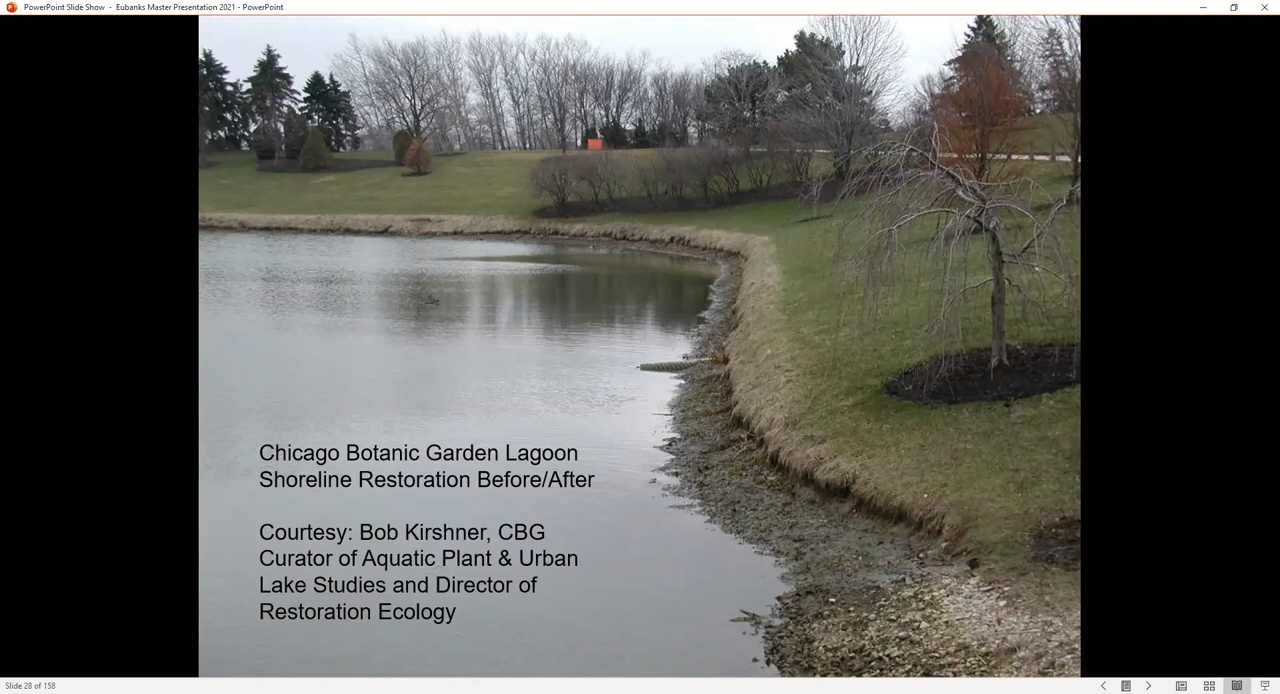 PowerPoint Slide Show - Eubanks Master Presentation 2021 - PowerPoint
Chicago Botanic Garden Lagoon
Shoreline Restoration Before/After
Courtesy: Bob Kirshner, CBG
Curator of Aquatic Plant & Urban
Lake Studies and Director of
Restoration Ecology
Slide 28 of 158